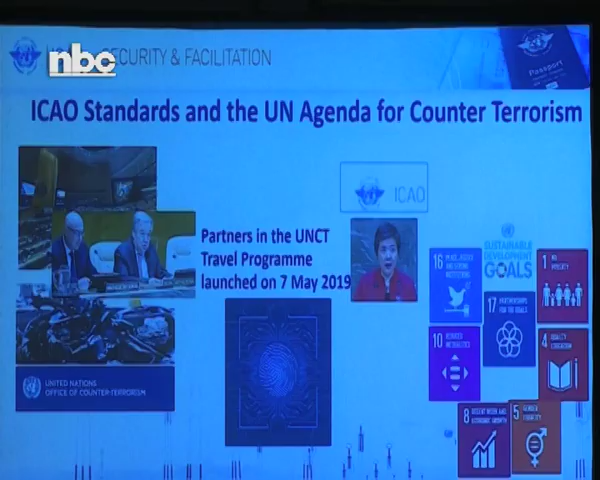 nbc
SECURITY & FACILITATION
Passport
ICAO Standards and the UN Agenda for Counter Terrorism
ICAO
Partners in the UNCT
Travel Programme
launched on 7 May 2019
UNITED NATIONS
OFFICE OF COUNTER-TERRORISM
SUSTAINABLE
DEVELOPMENT
GOALS
16 PEACE, JUSTICE
AND STRONG
INSTITUTIONS
1 NO
POVERTY
17 PARTNERSHIPS
FOR THE GOALS
10 REDUCED
INEQUALITIES
4 QUALITY
EDUCATION
8 DECENT WORK AND
ECONOMIC GROWTH
5 GENDER
EQUALITY